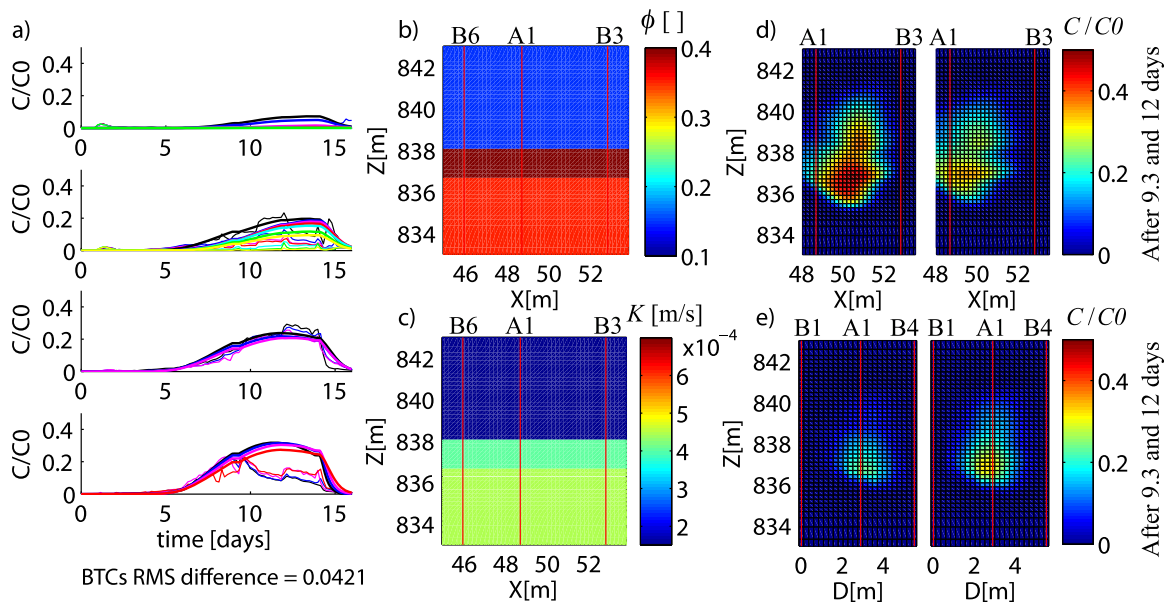 a)
C/C0
0.4
0.2
0
0 5 10 15
C/C0
0.4
0.2
0
0 5 10 15
C/C0
0.4
0.2
0
0 5 10 15
C/C0
0.4
0.2
0
0 5 10 15
time [days]
BTCs RMS difference = 0.0421
b)
ϕ [ ]
B6 A1 B3
Z[m]
842
840
838
836
834
46 48 50 52
X[m]
0.4
0.3
0.2
0.1
c)
K [m/s]
B6 A1 B3
Z[m]
842
840
838
836
834
46 48 50 52
X[m]
x10⁻⁴
6
5
4
3
2
d)
C/C0
A1 B3 A1 B3
Z[m]
842
840
838
836
834
48 50 52 48 50 52
X[m] X[m]
0.4
0.2
0
After 9.3 and 12 days
e)
C/C0
B1 A1 B4 B1 A1 B4
Z[m]
842
840
838
836
834
0 2 4 0 2 4
D[m] D[m]
0.4
0.2
0
After 9.3 and 12 days